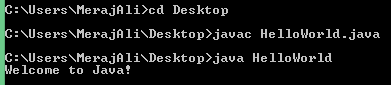 C:\Users\MerajAli>cd Desktop
C:\Users\MerajAli\Desktop>javac HelloWorld.java
C:\Users\MerajAli\Desktop>java HelloWorld
Welcome to Java!